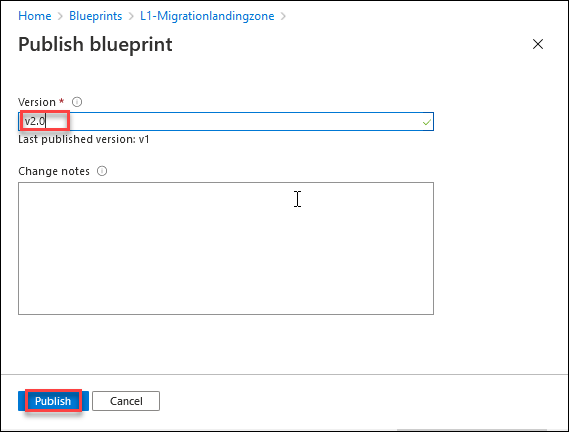 Home > Blueprints > L1-Migrationlandingzone >
Publish blueprint
Version *
v2.0
Last published version: v1
Change notes
Publish
Cancel